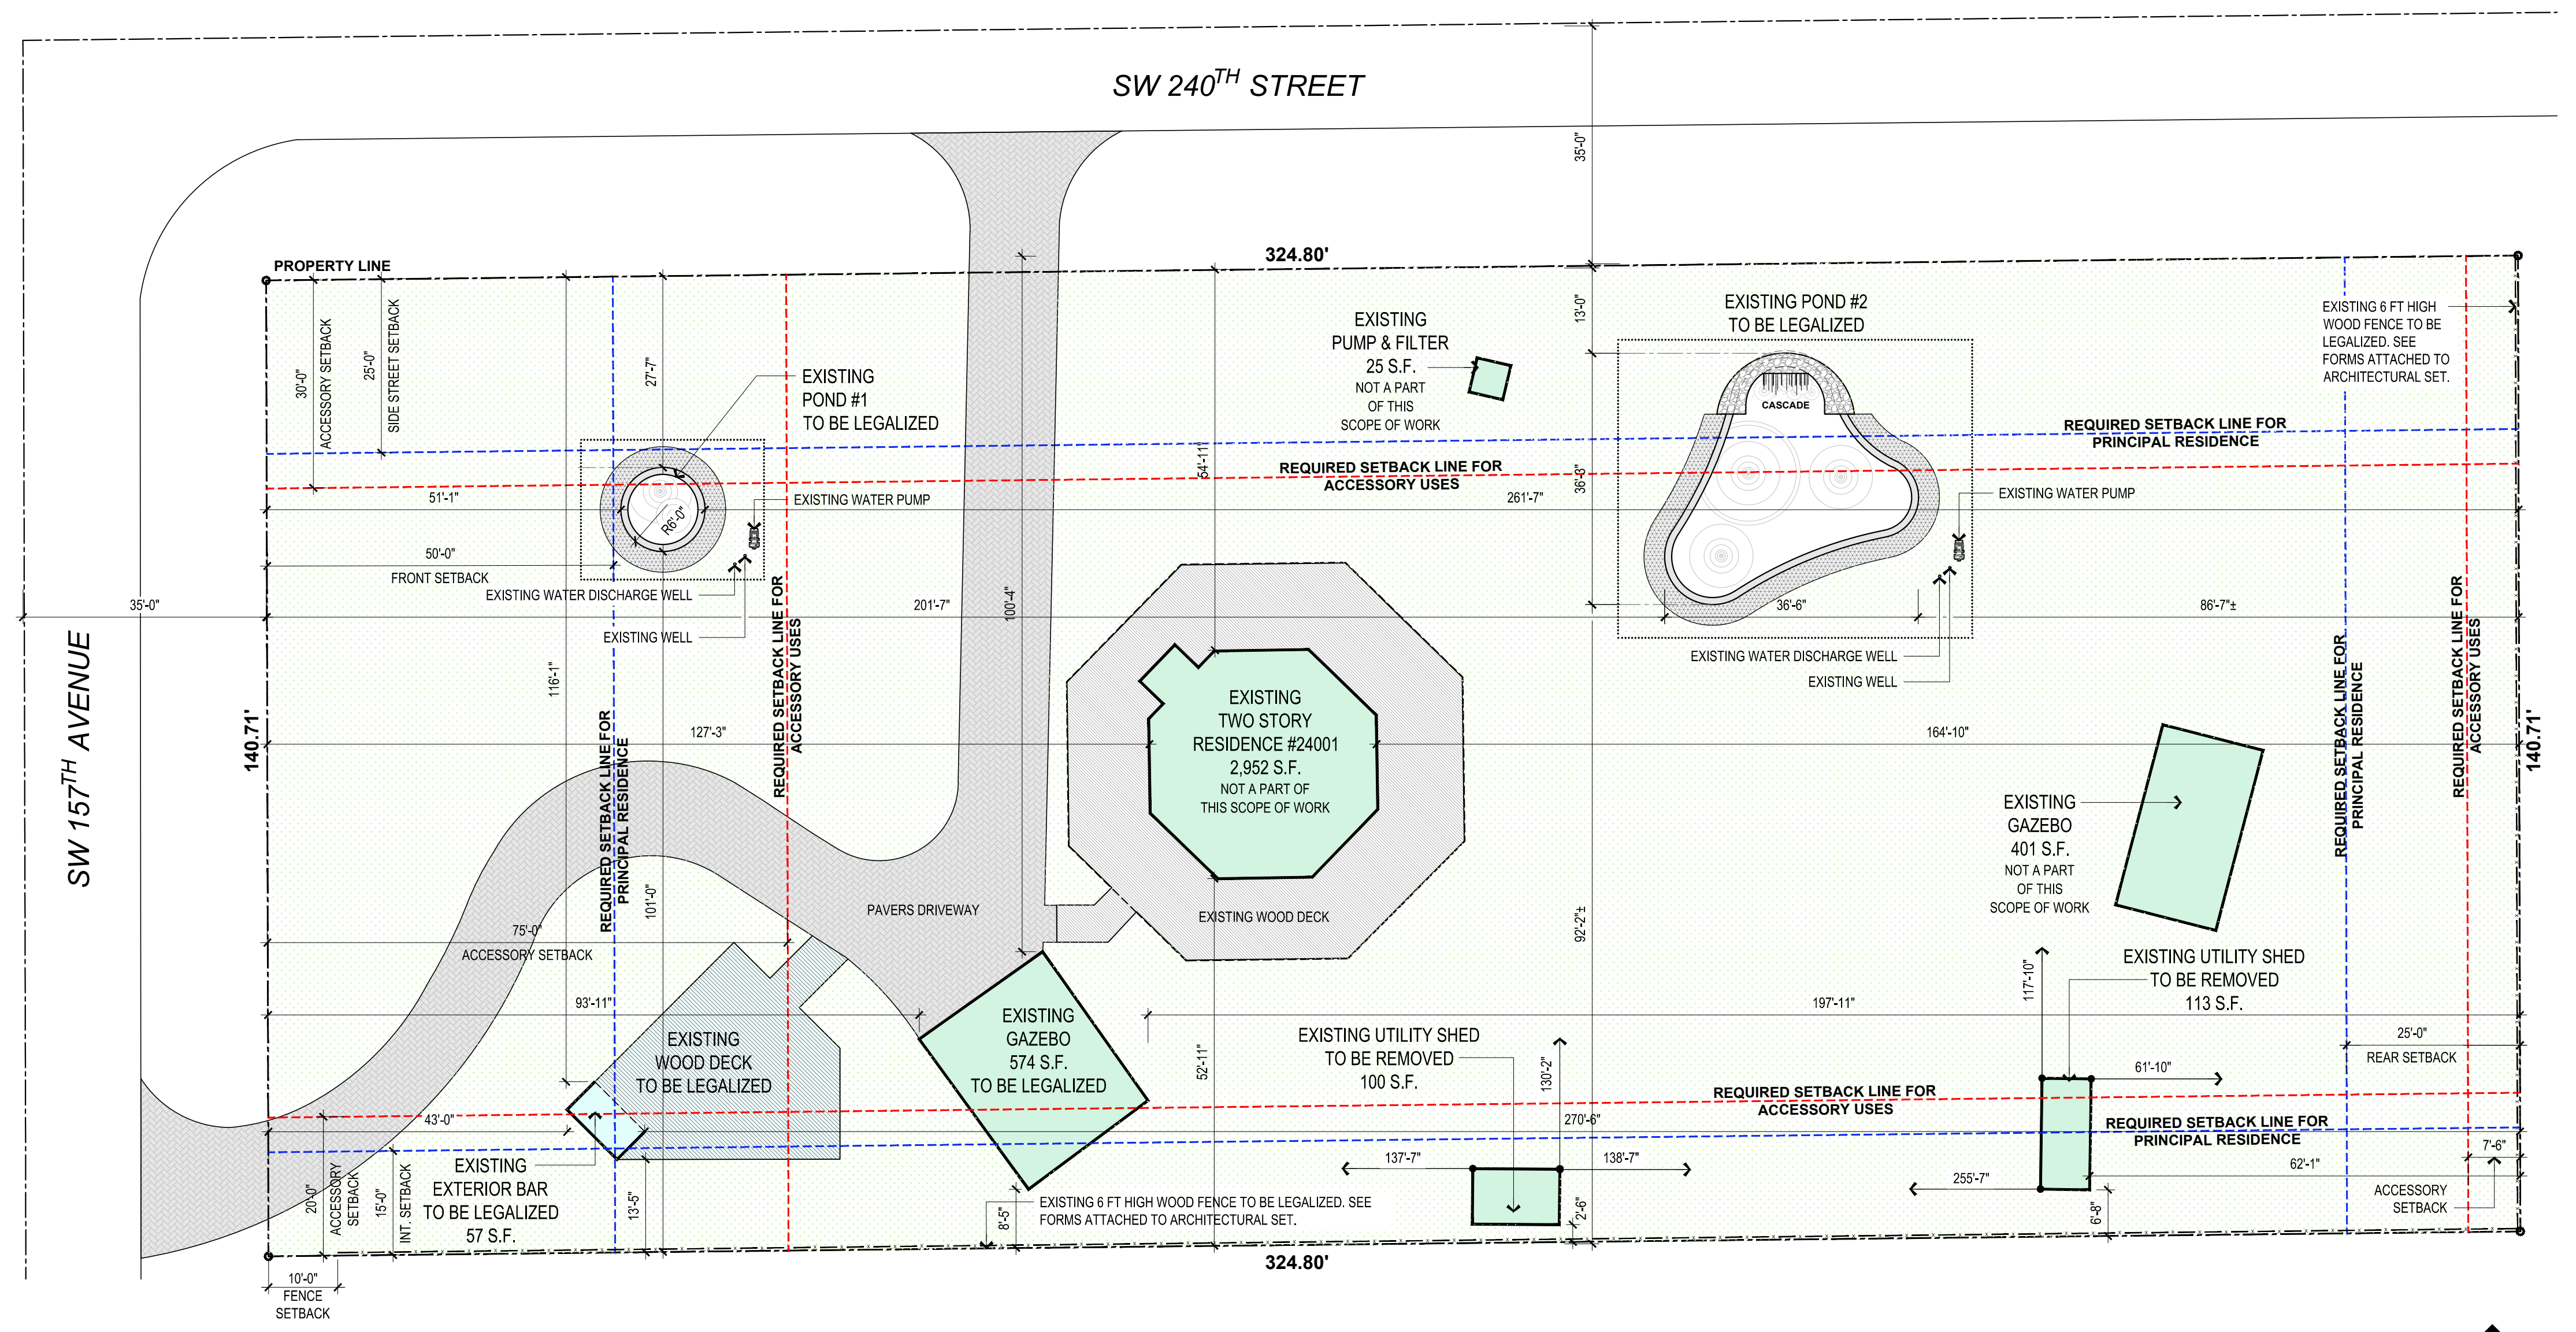 SW 240TH STREET
SW 157TH AVENUE
PROPERTY LINE
324.80'
35'-0"
30'-0"
ACCESSORY SETBACK
25'-0"
SIDE STREET SETBACK
27'-7"
EXISTING
POND #1
TO BE LEGALIZED
R6'-0"
EXISTING WATER PUMP
51'-1"
50'-0"
FRONT SETBACK
EXISTING WATER DISCHARGE WELL
EXISTING WELL
35'-0"
201'-7"
100'-4"
54'-11"
116'-1"
127'-3"
140.71'
REQUIRED SETBACK LINE FOR
PRINCIPAL RESIDENCE
REQUIRED SETBACK LINE FOR
ACCESSORY USES
EXISTING
PUMP & FILTER
25 S.F.
NOT A PART
OF THIS
SCOPE OF WORK
REQUIRED SETBACK LINE FOR
ACCESSORY USES
261'-7"
13'-0"
36'-3"
EXISTING POND #2
TO BE LEGALIZED
CASCADE
36'-6"
EXISTING WATER PUMP
EXISTING WATER DISCHARGE WELL
EXISTING WELL
86'-7"±
EXISTING 6 FT HIGH
WOOD FENCE TO BE
LEGALIZED. SEE
FORMS ATTACHED TO
ARCHITECTURAL SET.
REQUIRED SETBACK LINE FOR
PRINCIPAL RESIDENCE
REQUIRED SETBACK LINE FOR
PRINCIPAL RESIDENCE
REQUIRED SETBACK LINE FOR
ACCESSORY USES
140.71'
EXISTING
TWO STORY
RESIDENCE #24001
2,952 S.F.
NOT A PART OF
THIS SCOPE OF WORK
EXISTING WOOD DECK
164'-10"
EXISTING
GAZEBO
401 S.F.
NOT A PART
OF THIS
SCOPE OF WORK
PAVERS DRIVEWAY
101'-0"
75'-0"
ACCESSORY SETBACK
93'-11"
EXISTING
WOOD DECK
TO BE LEGALIZED
EXISTING
GAZEBO
574 S.F.
TO BE LEGALIZED
52'-11"
92'-2"±
197'-11"
EXISTING UTILITY SHED
TO BE REMOVED
100 S.F.
130'-2"
137'-7"
138'-7"
2'-6"
117'-10"
EXISTING UTILITY SHED
TO BE REMOVED
113 S.F.
25'-0"
REAR SETBACK
61'-10"
REQUIRED SETBACK LINE FOR
ACCESSORY USES
REQUIRED SETBACK LINE FOR
PRINCIPAL RESIDENCE
43'-0"
270'-6"
7'-6"
62'-1"
255'-7"
6'-8"
ACCESSORY
SETBACK
20'-0"
ACCESSORY
SETBACK
15'-0"
INT. SETBACK
EXISTING
EXTERIOR BAR
TO BE LEGALIZED
57 S.F.
13'-5"
8'-5"
EXISTING 6 FT HIGH WOOD FENCE TO BE LEGALIZED. SEE
FORMS ATTACHED TO ARCHITECTURAL SET.
324.80'
10'-0"
FENCE
SETBACK